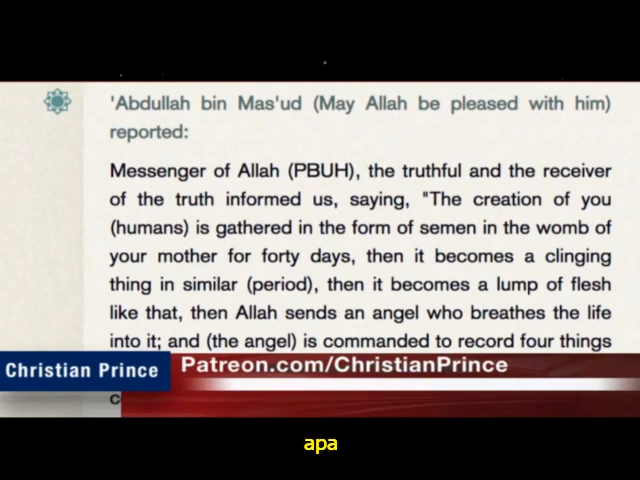 'Abdullah bin Mas'ud (May Allah be pleased with him)
reported:
Messenger of Allah (PBUH), the truthful and the receiver
of the truth informed us, saying, "The creation of you
(humans) is gathered in the form of semen in the womb of
your mother for forty days, then it becomes a clinging
thing in similar (period), then it becomes a lump of flesh
like that, then Allah sends an angel who breathes the life
into it; and (the angel) is commanded to record four things
Christian Prince
Patreon.com/ChristianPrince
apa